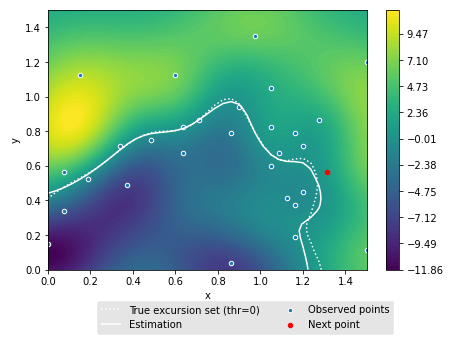 1.4
1.2
1.0
0.8
0.6
0.4
0.2
0.0
y
0.0 0.2 0.4 0.6 0.8 1.0 1.2 1.4
x
9.47
7.10
4.73
2.36
−0.01
−2.38
−4.75
−7.12
−9.49
−11.86
True excursion set (thr=0)
Estimation
Observed points
Next point